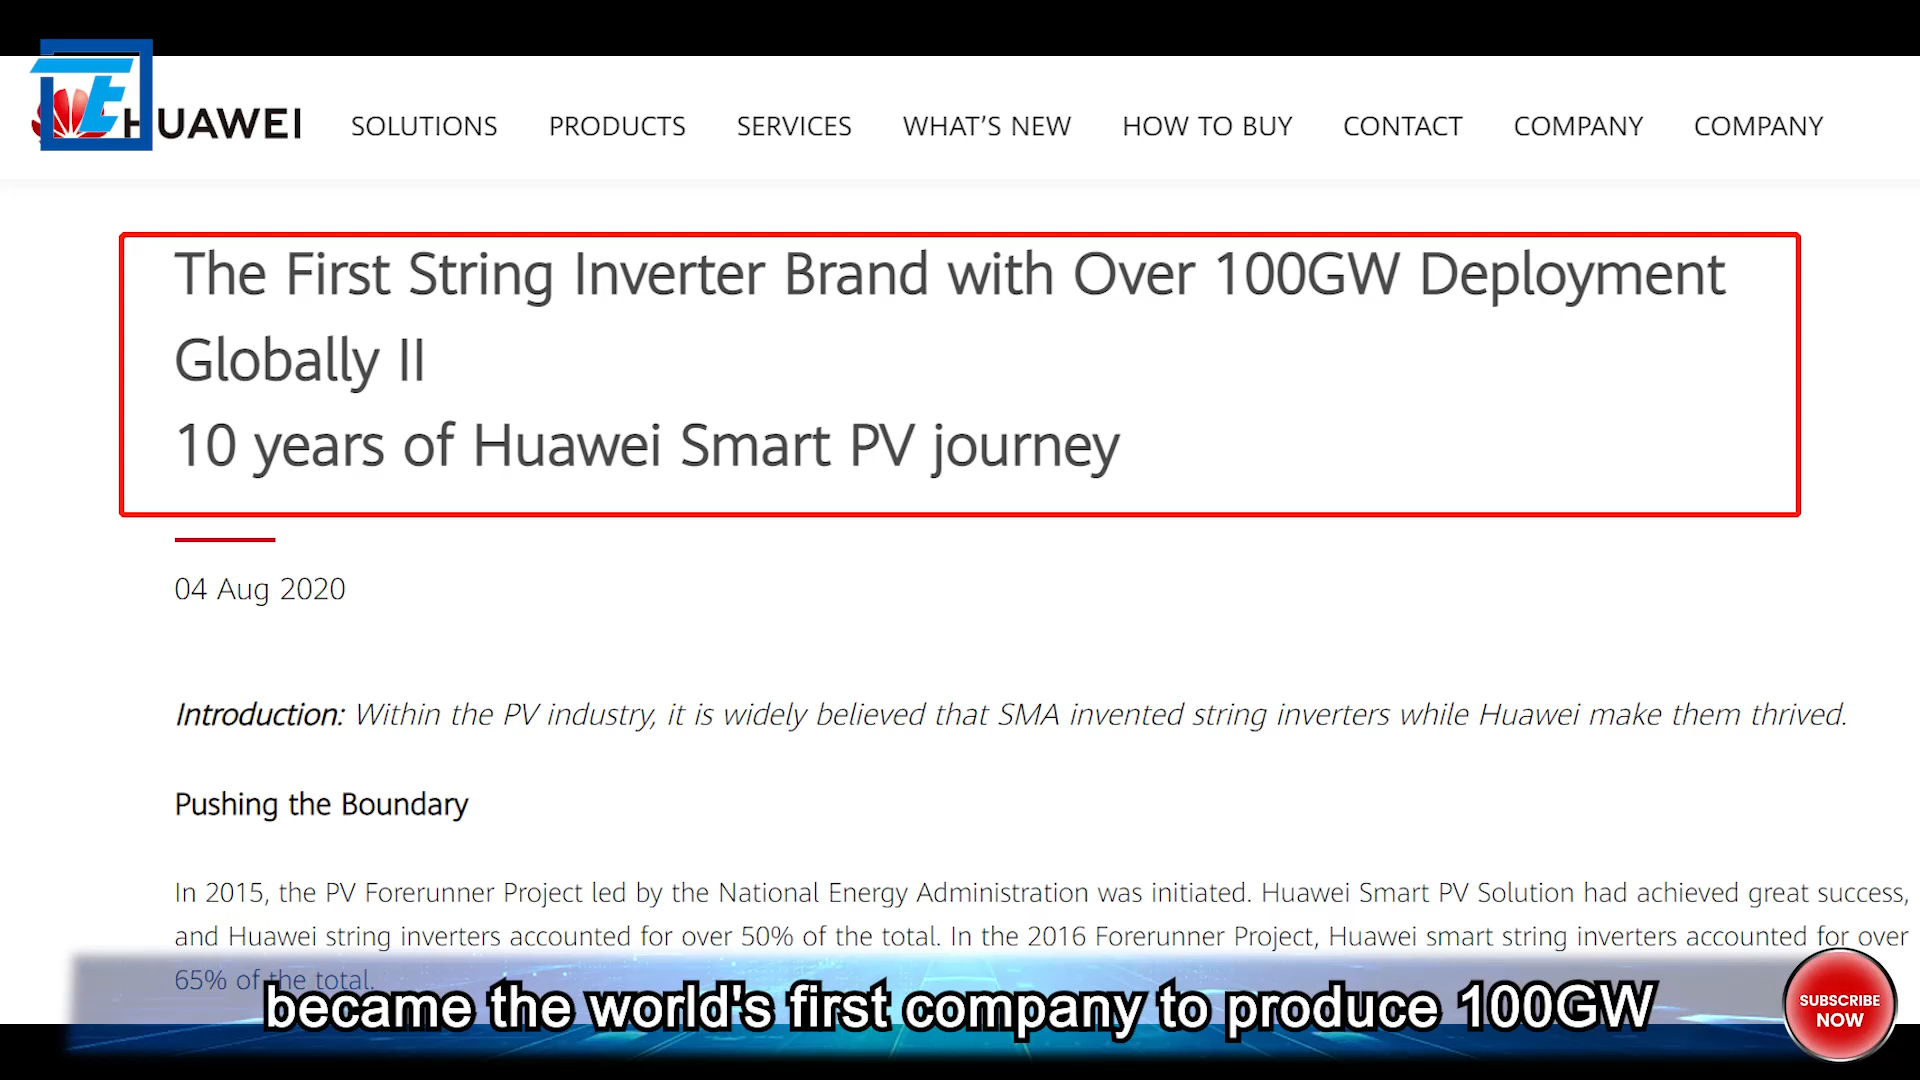 TE
HUAWEI SOLUTIONS PRODUCTS SERVICES WHAT'S NEW HOW TO BUY CONTACT COMPANY COMPANY
The First String Inverter Brand with Over 100GW Deployment
Globally II
10 years of Huawei Smart PV journey
04 Aug 2020
Introduction: Within the PV industry, it is widely believed that SMA invented string inverters while Huawei make them thrived.
Pushing the Boundary
In 2015, the PV Forerunner Project led by the National Energy Administration was initiated. Huawei Smart PV Solution had achieved great success,
and Huawei string inverters accounted for over 50% of the total. In the 2016 Forerunner Project, Huawei smart string inverters accounted for over
65% of the total.
became the world's first company to produce 100GW
SUBSCRIBE
NOW